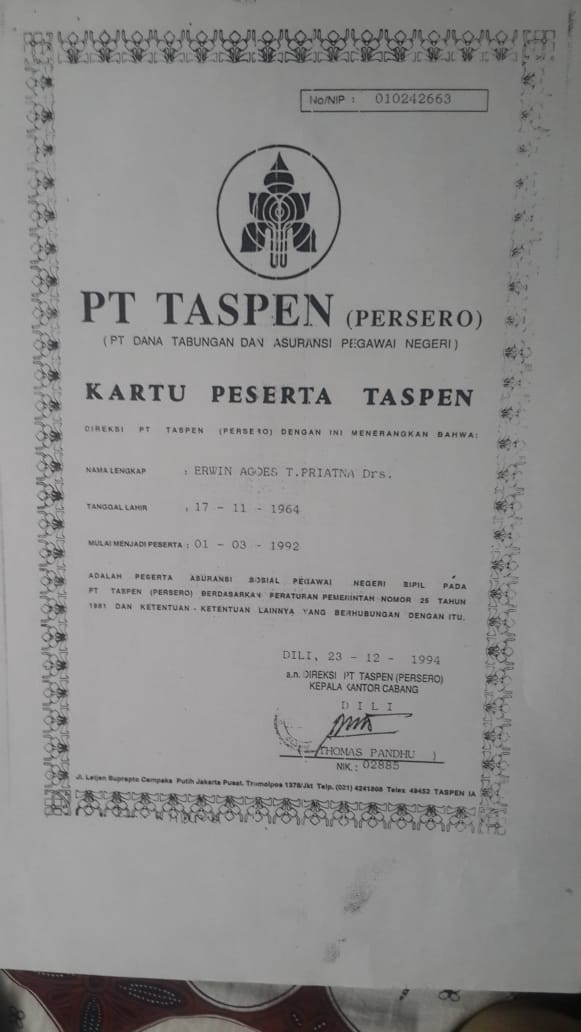 No/NIP : 010242663
PT TASPEN (PERSERO)
(PT DANA TABUNGAN DAN ASURANSI PEGAWAI NEGERI)
KARTU PESERTA TASPEN
DIREKSI PT TASPEN (PERSERO) DENGAN INI MENERANGKAN BAHWA:
NAMA LENGKAP : ERWIN AGOES T.PRIATNA Drs.
TANGGAL LAHIR : 17 - 11 - 1964
MULAI MENJADI PESERTA : 01 - 03 - 1992
ADALAH PESERTA ASURANSI SOSIAL PEGAWAI NEGERI SIPIL PADA
PT TASPEN (PERSERO) BERDASARKAN PERATURAN PEMERINTAH NOMOR 25 TAHUN
1981 DAN KETENTUAN - KETENTUAN LAINNYA YANG BERHUBUNGAN DENGAN ITU.
DILI, 23 - 12 - 1994
a.n. DIREKSI PT TASPEN (PERSERO)
KEPALA KANTOR CABANG
D I L I
( THOMAS PANDHU )
NIK. : 02885
Jl. Letjen Suprapto Cempaka Putih Jakarta Pusat. Tromolpos 1378/Jkt Telp. (021) 4241808 Telex 49452 TASPEN IA